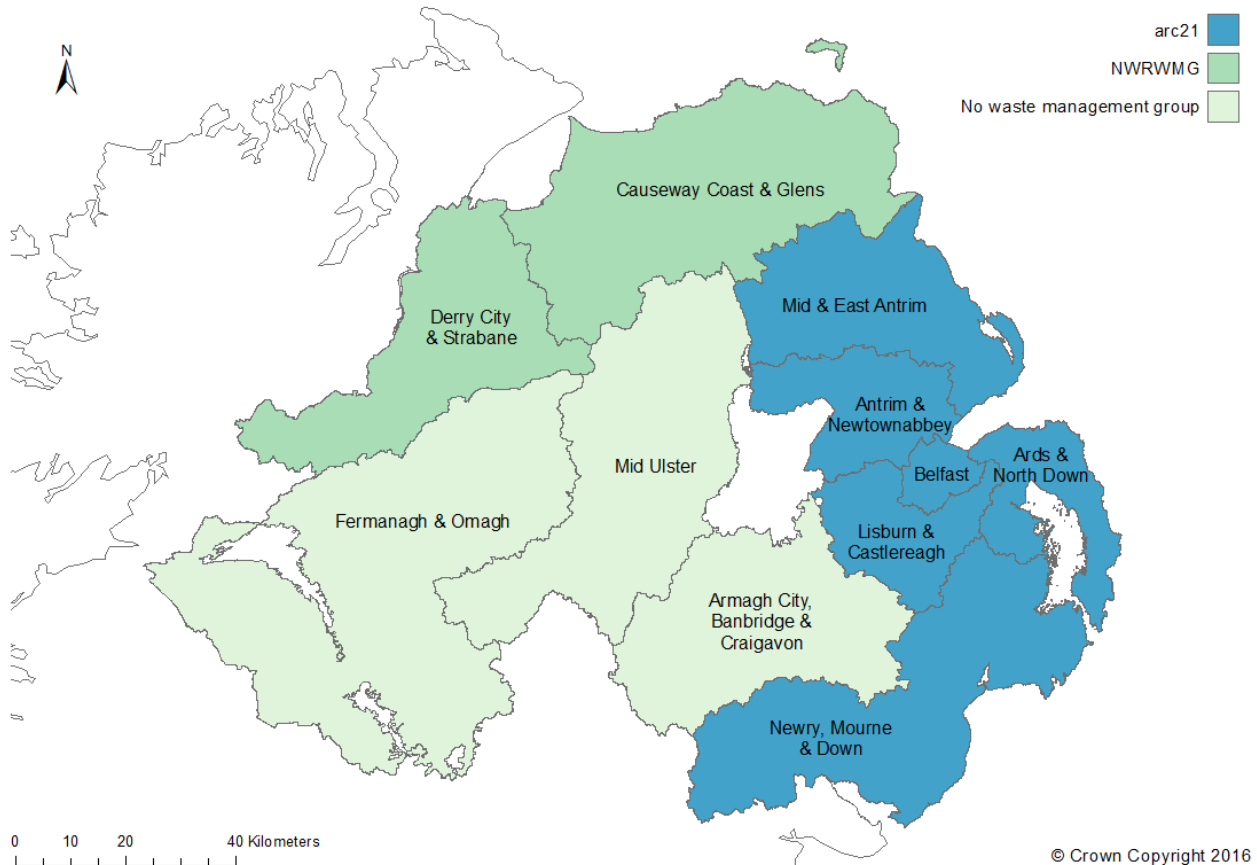 N
arc21
NWRWMG
No waste management group
Causeway Coast & Glens
Mid & East Antrim
Derry City
& Strabane
Antrim &
Newtownabbey
Ards &
North Down
Belfast
Mid Ulster
Fermanagh & Omagh
Lisburn &
Castlereagh
Armagh City,
Banbridge &
Craigavon
Newry, Mourne
& Down
0 10 20 40 Kilometers
© Crown Copyright 2016